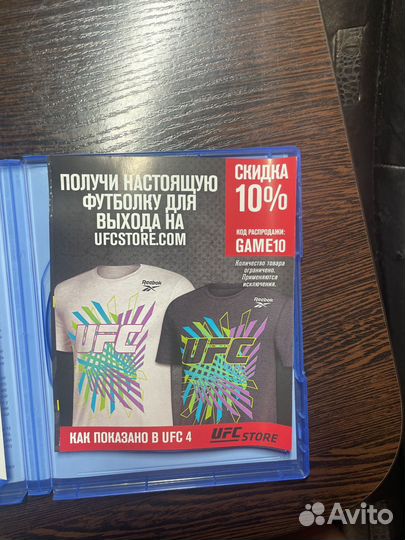 ПОЛУЧИ НАСТОЯЩУЮ
ФУТБОЛКУ ДЛЯ
ВЫХОДА НА
UFCSTORE.COM
СКИДКА
10%
КОД РАСПРОДАЖИ:
GAME10
Количество товара
ограничено.
Применяются
исключения.
Reebok
UFC
Reebok
UFC
КАК ПОКАЗАНО В UFC 4
UFC STORE
Avito